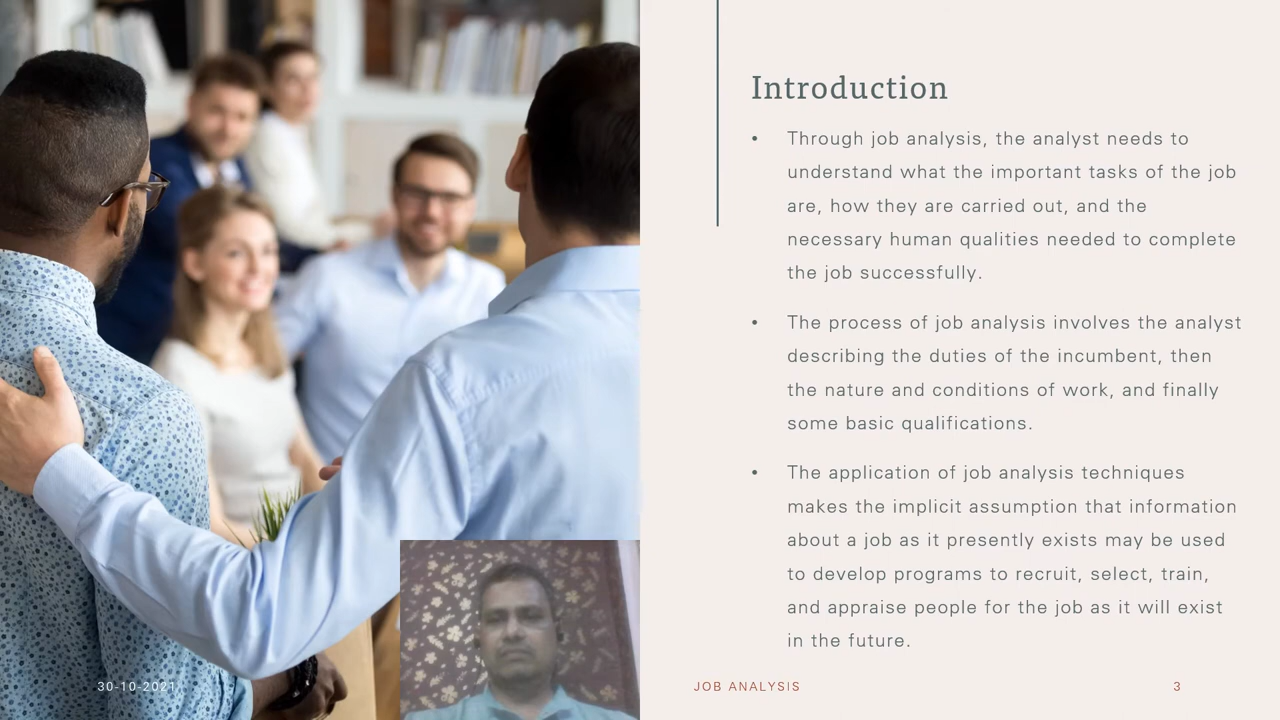 Introduction
• Through job analysis, the analyst needs to
understand what the important tasks of the job
are, how they are carried out, and the
necessary human qualities needed to complete
the job successfully.
• The process of job analysis involves the analyst
describing the duties of the incumbent, then
the nature and conditions of work, and finally
some basic qualifications.
• The application of job analysis techniques
makes the implicit assumption that information
about a job as it presently exists may be used
to develop programs to recruit, select, train,
and appraise people for the job as it will exist
in the future.
30-10-2021
JOB ANALYSIS
3